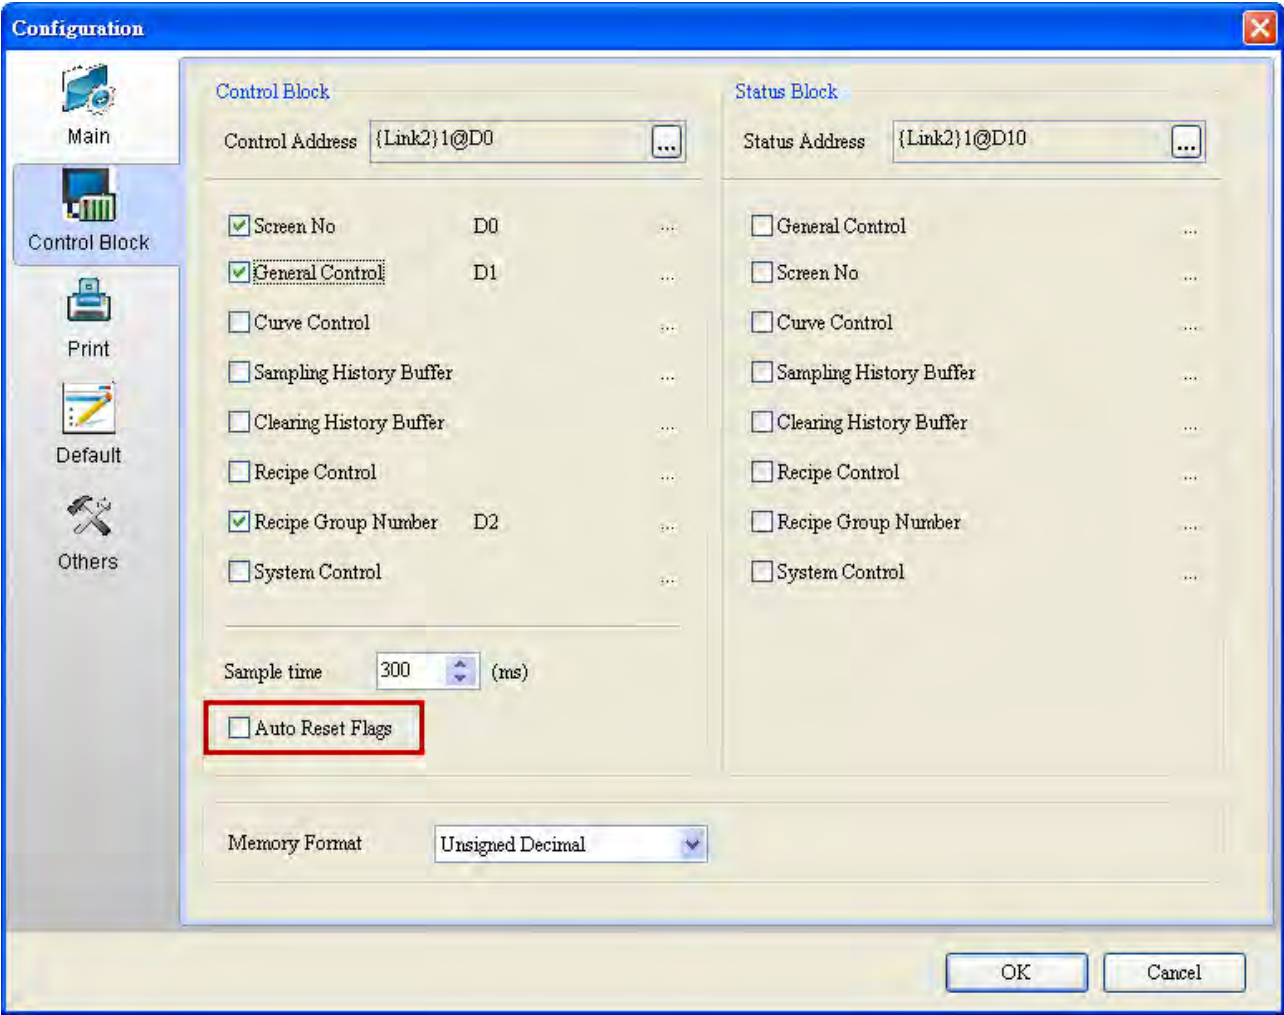 Configuration
Main
Control Block
Print
Default
Others
Control Block
Control Address {Link2}1@D0 ...
Screen No D0 ...
General Control D1 ...
Curve Control ...
Sampling History Buffer ...
Clearing History Buffer ...
Recipe Control ...
Recipe Group Number D2 ...
System Control ...
Sample time 300 (ms)
Auto Reset Flags
Status Block
Status Address {Link2}1@D10 ...
General Control ...
Screen No ...
Curve Control ...
Sampling History Buffer ...
Clearing History Buffer ...
Recipe Control ...
Recipe Group Number ...
System Control ...
Memory Format Unsigned Decimal
OK Cancel